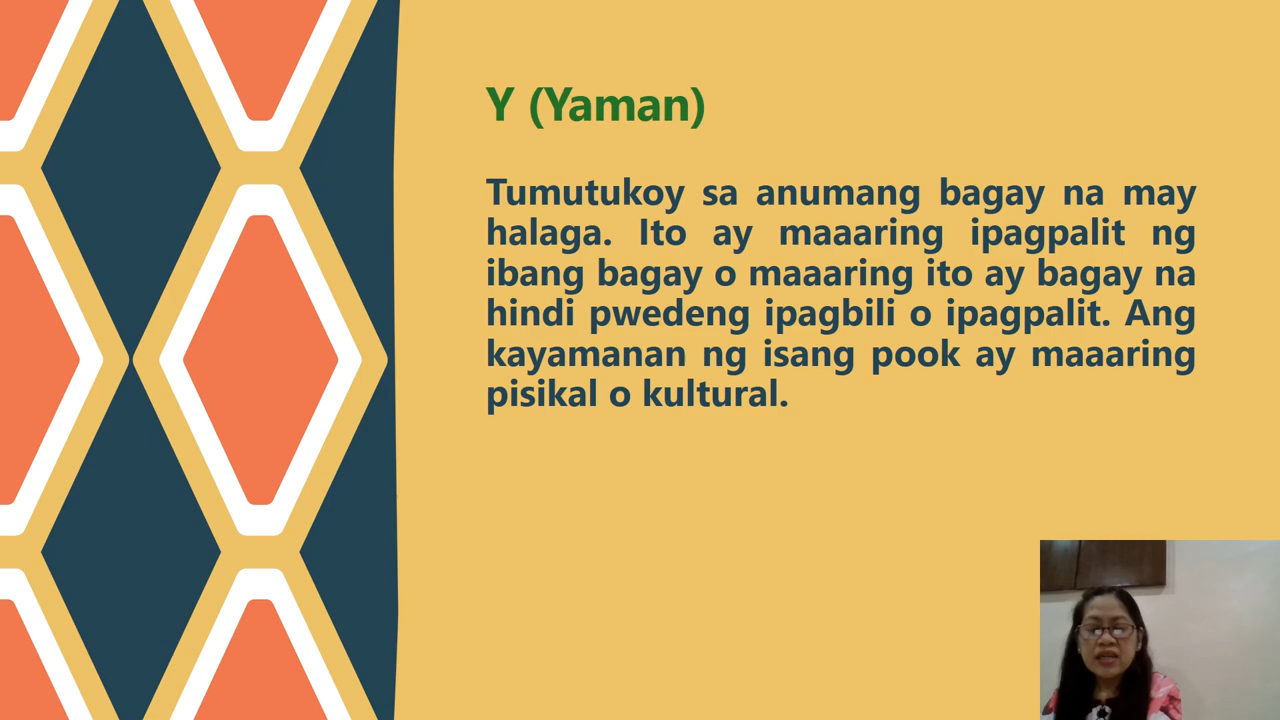 Y (Yaman)
Tumutukoy sa anumang bagay na may
halaga. Ito ay maaaring ipagpalit ng
ibang bagay o maaaring ito ay bagay na
hindi pwedeng ipagbili o ipagpalit. Ang
kayamanan ng isang pook ay maaaring
pisikal o kultural.